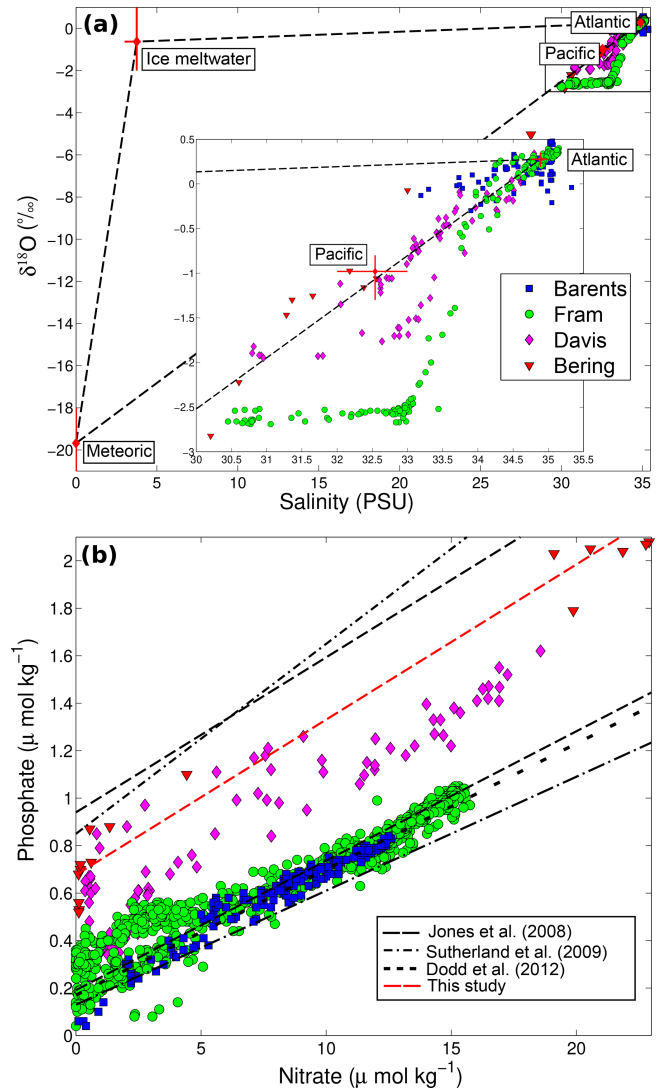 (a)
Atlantic
Pacific
Ice meltwater
0
−2
−4
−6
−8
−10
−12
−14
−16
−18
−20
δ¹⁸O (⁰/₀₀)
0.5
0
−0.5
−1
−1.5
−2
−2.5
−3
Atlantic
Pacific
Barents
Fram
Davis
Bering
30 30.5 31 31.5 32 32.5 33 33.5 34 34.5 35 35.5
Meteoric
0 5 10 15 20 25 30 35
Salinity (PSU)
(b)
2
1.8
1.6
1.4
1.2
1
0.8
0.6
0.4
0.2
0
Phosphate (μ mol kg⁻¹)
Jones et al. (2008)
Sutherland et al. (2009)
Dodd et al. (2012)
This study
0 5 10 15 20
Nitrate (μ mol kg⁻¹)